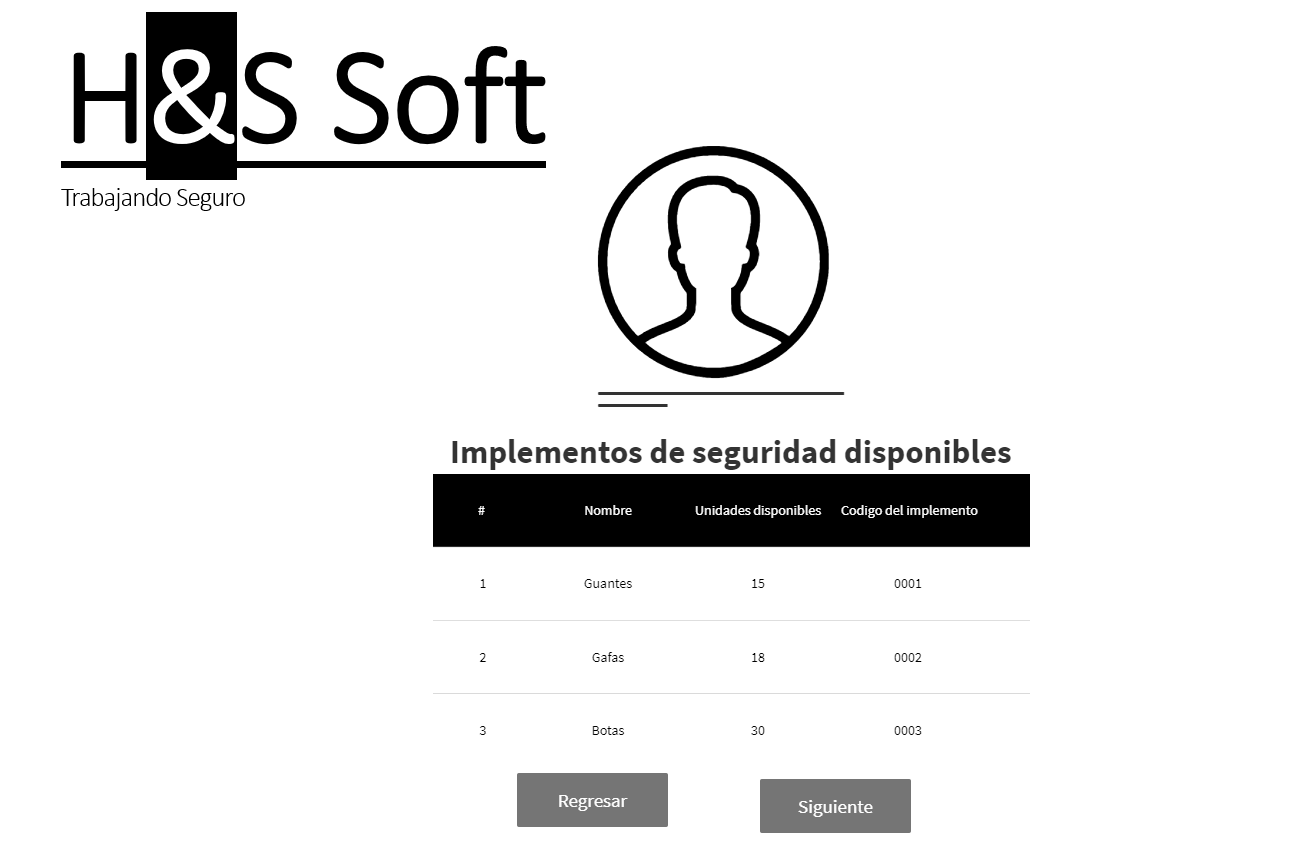 H&S Soft
Trabajando Seguro
Implementos de seguridad disponibles
# Nombre Unidades disponibles Codigo del implemento
1 Guantes 15 0001
2 Gafas 18 0002
3 Botas 30 0003
Regresar Siguiente